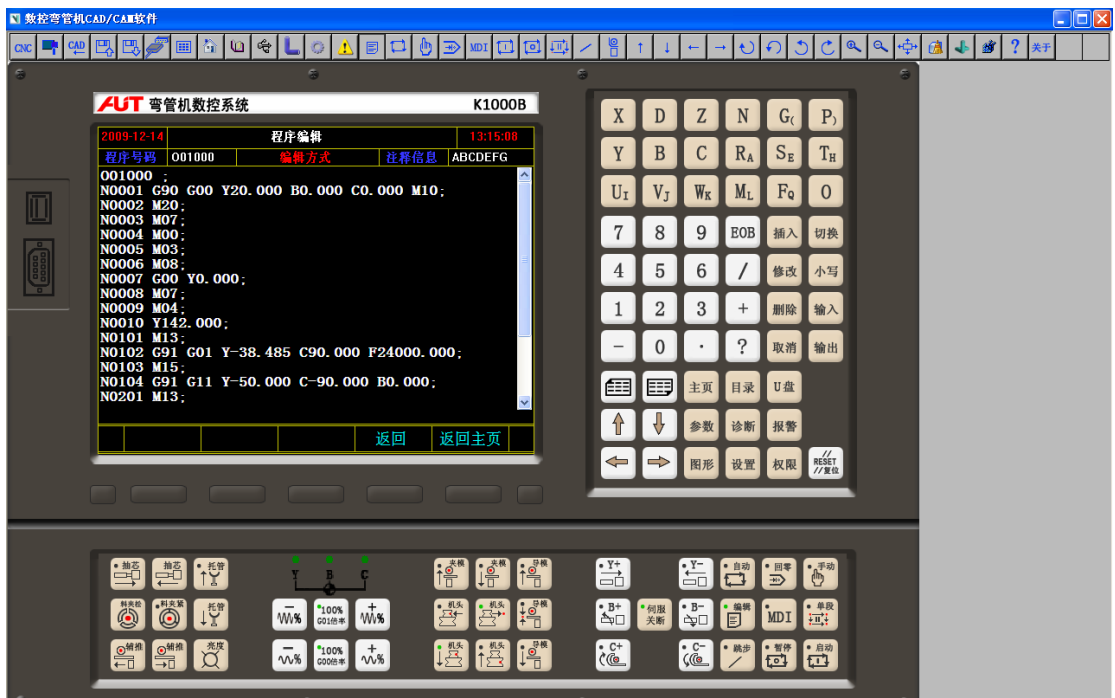 数控弯管机CAD/CAM软件
CNC CAD MDI ? 关于
AUT 弯管机数控系统 K1000B
2009-12-14 程序编辑 13:15:08
程序号码 O01000 编辑方式 注释信息 ABCDEFG
O01000 ;
N0001 G90 G00 Y20.000 B0.000 C0.000 M10;
N0002 M20;
N0003 M07;
N0004 M00;
N0005 M03;
N0006 M08;
N0007 G00 Y0.000;
N0008 M07;
N0009 M04;
N0010 Y142.000;
N0101 M13;
N0102 G91 G01 Y-38.485 C90.000 F24000.000;
N0103 M15;
N0104 G91 G11 Y-50.000 C-90.000 B0.000;
N0201 M13;
返回 返回主页
X D Z N G( P)
Y B C RA SE TH
UI VJ WK ML FQ O
7 8 9 EOB 插入 切换
4 5 6 / 修改 小写
1 2 3 + 删除 输入
- 0 . ? 取消 输出
主页 目录 U盘
参数 诊断 报警
图形 设置 权限 // RESET //复位
抽芯 抽芯 托管
Y B C
夹模 夹模 导模
Y+ Y- 自动 回零 手动
料夹松 料夹紧 托管
-% 100% G01倍率 +%
机头 机头 导模
B+ 伺服关断 B- 编辑 MDI 单段
辅推 辅推 亮度
-% 100% G00倍率 +%
机头 机头 导模
C+ C- 跳步 暂停 启动